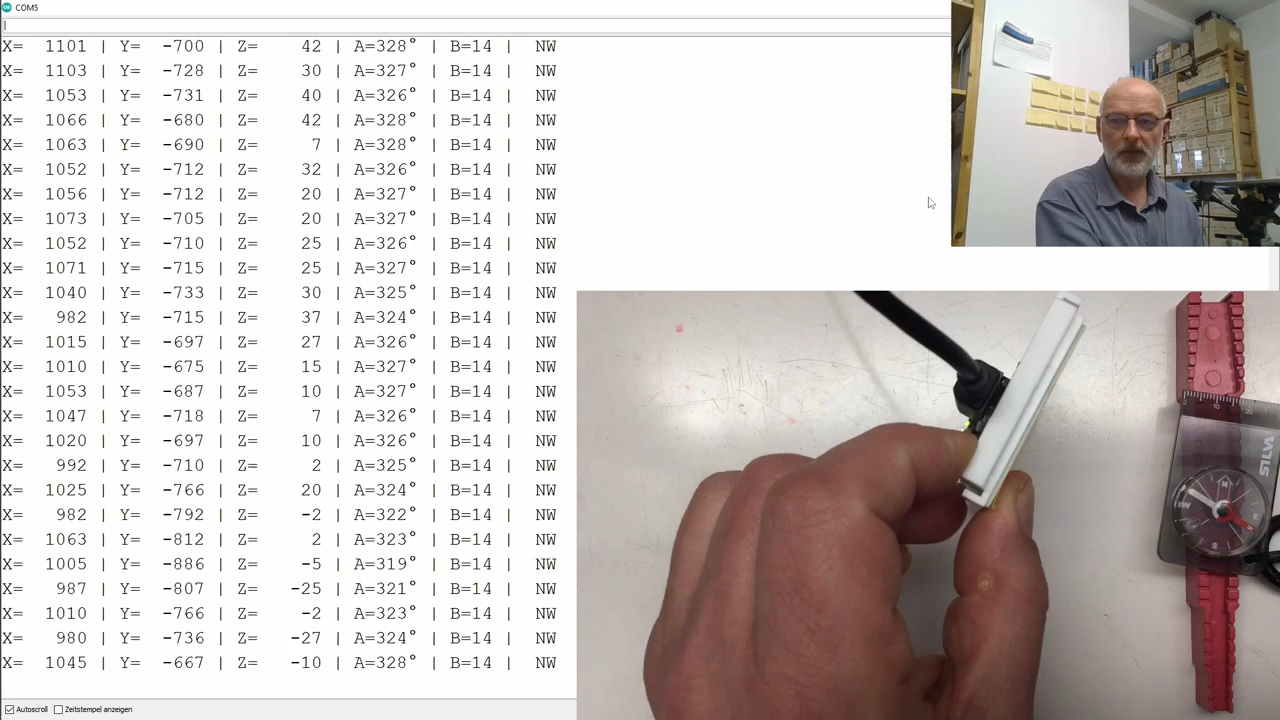 COM5
X= 1101 | Y= -700 | Z= 42 | A=328° | B=14 | NW
X= 1103 | Y= -728 | Z= 30 | A=327° | B=14 | NW
X= 1053 | Y= -731 | Z= 40 | A=326° | B=14 | NW
X= 1066 | Y= -680 | Z= 42 | A=328° | B=14 | NW
X= 1063 | Y= -690 | Z= 7 | A=328° | B=14 | NW
X= 1052 | Y= -712 | Z= 32 | A=326° | B=14 | NW
X= 1056 | Y= -712 | Z= 20 | A=327° | B=14 | NW
X= 1073 | Y= -705 | Z= 20 | A=327° | B=14 | NW
X= 1052 | Y= -710 | Z= 25 | A=326° | B=14 | NW
X= 1071 | Y= -715 | Z= 25 | A=327° | B=14 | NW
X= 1040 | Y= -733 | Z= 30 | A=325° | B=14 | NW
X= 982 | Y= -715 | Z= 37 | A=324° | B=14 | NW
X= 1015 | Y= -697 | Z= 27 | A=326° | B=14 | NW
X= 1010 | Y= -675 | Z= 15 | A=327° | B=14 | NW
X= 1053 | Y= -687 | Z= 10 | A=327° | B=14 | NW
X= 1047 | Y= -718 | Z= 7 | A=326° | B=14 | NW
X= 1020 | Y= -697 | Z= 10 | A=326° | B=14 | NW
X= 992 | Y= -710 | Z= 2 | A=325° | B=14 | NW
X= 1025 | Y= -766 | Z= 20 | A=324° | B=14 | NW
X= 982 | Y= -792 | Z= -2 | A=322° | B=14 | NW
X= 1063 | Y= -812 | Z= 2 | A=323° | B=14 | NW
X= 1005 | Y= -886 | Z= -5 | A=319° | B=14 | NW
X= 987 | Y= -807 | Z= -25 | A=321° | B=14 | NW
X= 1010 | Y= -766 | Z= -2 | A=323° | B=14 | NW
X= 980 | Y= -736 | Z= -27 | A=324° | B=14 | NW
X= 1045 | Y= -667 | Z= -10 | A=328° | B=14 | NW
Autoscroll
Zeitstempel anzeigen
SILVA